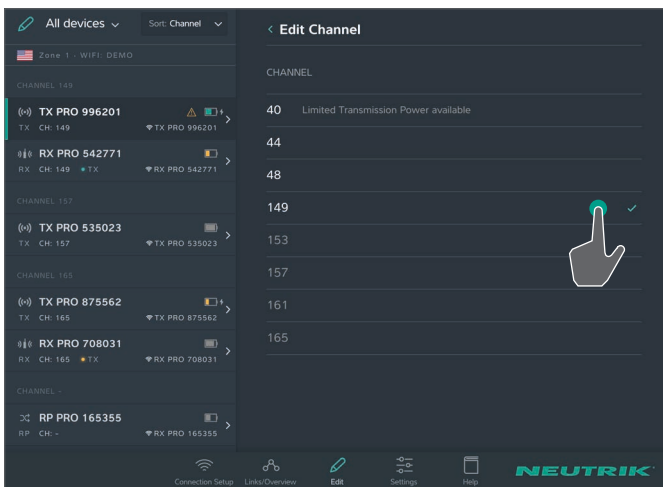 All devices
Sort: Channel
Zone 1 - WIFI: DEMO
CHANNEL 149
TX PRO 996201
TX CH: 149 TX PRO 996201
RX PRO 542771
RX CH: 149 TX RX PRO 542771
CHANNEL 157
TX PRO 535023
TX CH: 157 TX PRO 535023
CHANNEL 165
TX PRO 875562
TX CH: 165 TX PRO 875562
RX PRO 708031
RX CH: 165 TX RX PRO 708031
CHANNEL -
RP PRO 165355
RP CH: - RX PRO 165355
< Edit Channel
CHANNEL
40 Limited Transmission Power available
44
48
149
153
157
161
165
Connection Setup
Links/Overview
Edit
Settings
Help
NEUTRIK